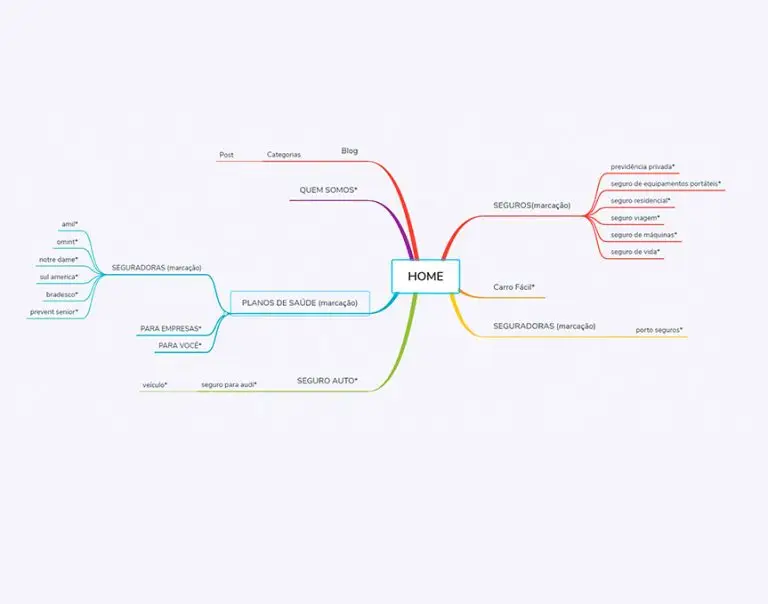 Blog
Categorias
Post
QUEM SOMOS*
PLANOS DE SAÚDE (marcação)
SEGURADORAS (marcação)
amil*
omint*
notre dame*
sul america*
bradesco*
prevent senior*
PARA EMPRESAS*
PARA VOCÊ*
SEGURO AUTO*
seguro para audi*
veículo*
HOME
SEGUROS(marcação)
previdência privada*
seguro de equipamentos portáteis*
seguro residencial*
seguro viagem*
seguro de máquinas*
seguro de vida*
Carro Fácil*
SEGURADORAS (marcação)
porto seguros*